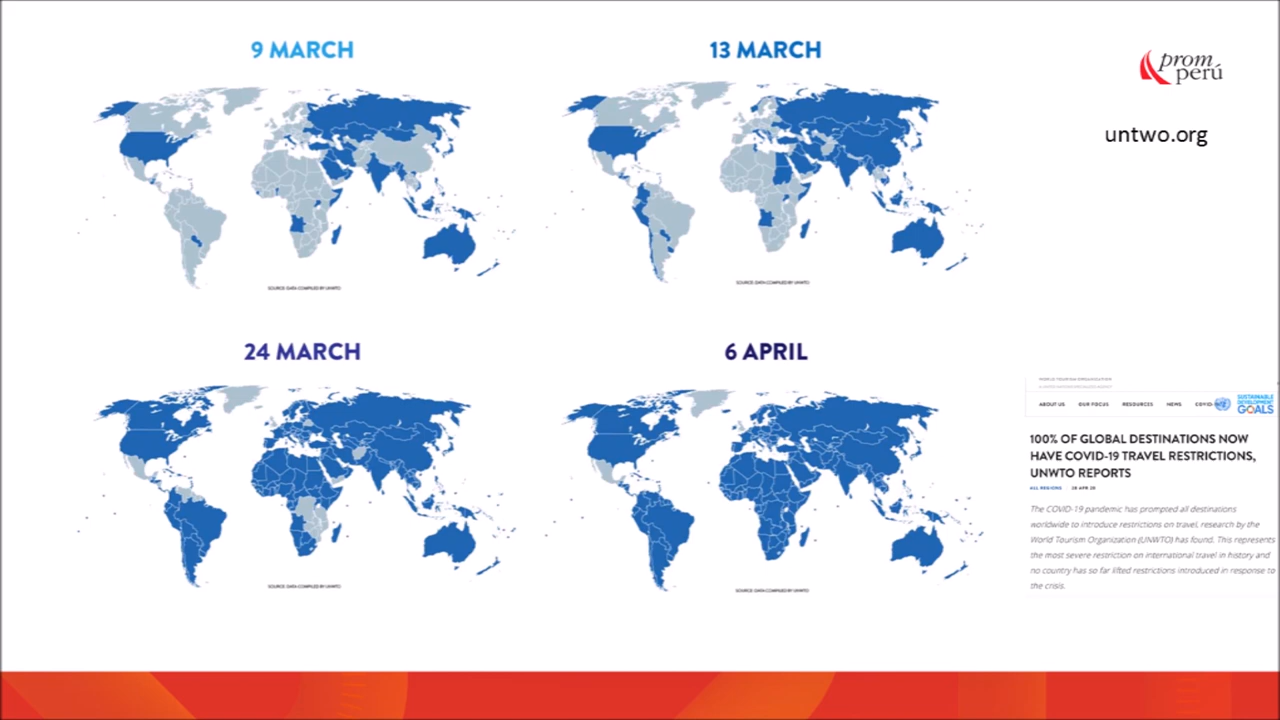 9 MARCH
13 MARCH
prom
perú
untwo.org
SOURCE: DATA COMPILED BY UNWTO
SOURCE: DATA COMPILED BY UNWTO
24 MARCH
6 APRIL
WORLD TOURISM ORGANIZATION
ABOUT US OUR FOCUS RESOURCES NEWS COVID-
SUSTAINABLE
DEVELOPMENT
GOALS
100% OF GLOBAL DESTINATIONS NOW
HAVE COVID-19 TRAVEL RESTRICTIONS,
UNWTO REPORTS
ALL REGIONS 28 APR 20
The COVID-19 pandemic has prompted all destinations
worldwide to introduce restrictions on travel, research by the
World Tourism Organization (UNWTO) has found. This represents
the most severe restriction on international travel in history and
no country has so far lifted restrictions introduced in response to
the crisis.
SOURCE: DATA COMPILED BY UNWTO
SOURCE: DATA COMPILED BY UNWTO